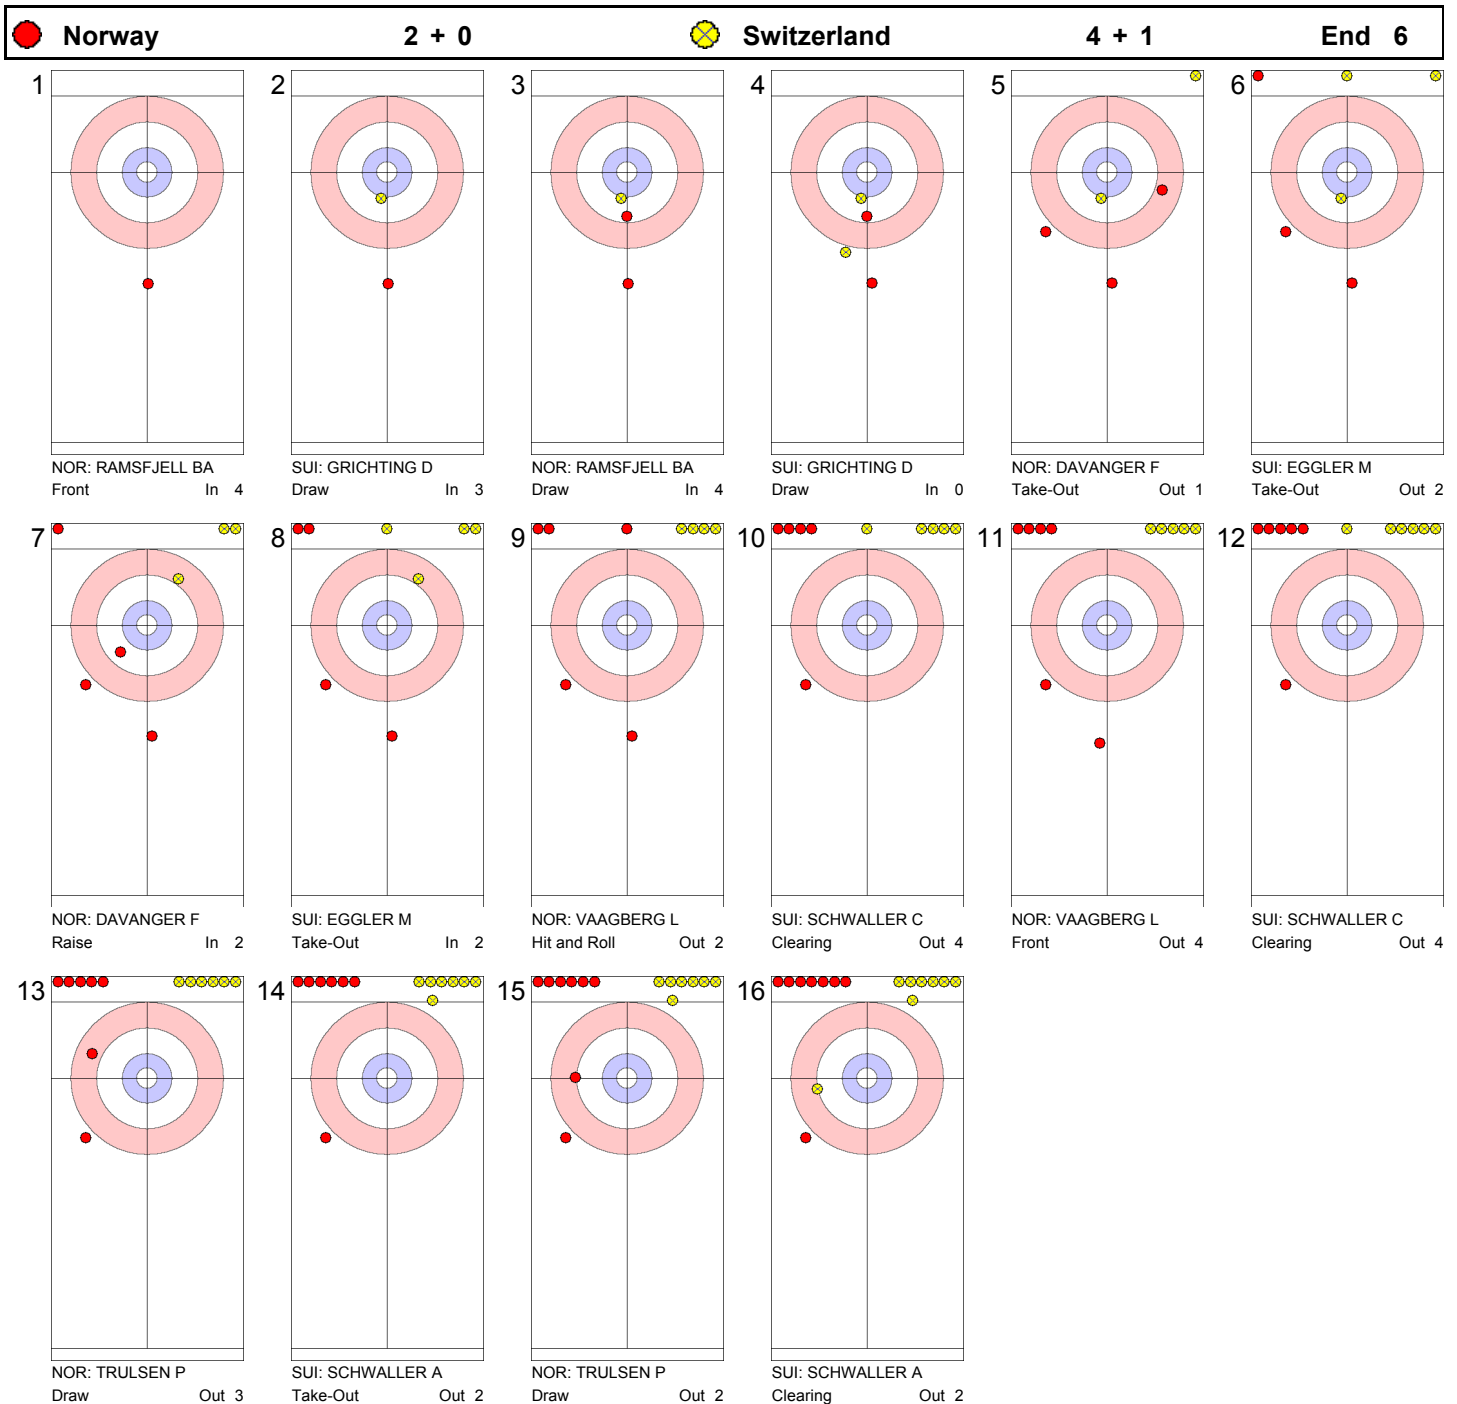 Norway 2 + 0 Switzerland 4 + 1 End 6
1 2 3 4 5 6
NOR: RAMSFJELL BA SUI: GRICHTING D NOR: RAMSFJELL BA SUI: GRICHTING D NOR: DAVANGER F SUI: EGGLER M
Front In 4 Draw In 3 Draw In 4 Draw In 0 Take-Out Out 1 Take-Out Out 2
7 8 9 10 11 12
NOR: DAVANGER F SUI: EGGLER M NOR: VAAGBERG L SUI: SCHWALLER C NOR: VAAGBERG L SUI: SCHWALLER C
Raise In 2 Take-Out In 2 Hit and Roll Out 2 Clearing Out 4 Front Out 4 Clearing Out 4
13 14 15 16
NOR: TRULSEN P SUI: SCHWALLER A NOR: TRULSEN P SUI: SCHWALLER A
Draw Out 3 Take-Out Out 2 Draw Out 2 Clearing Out 2